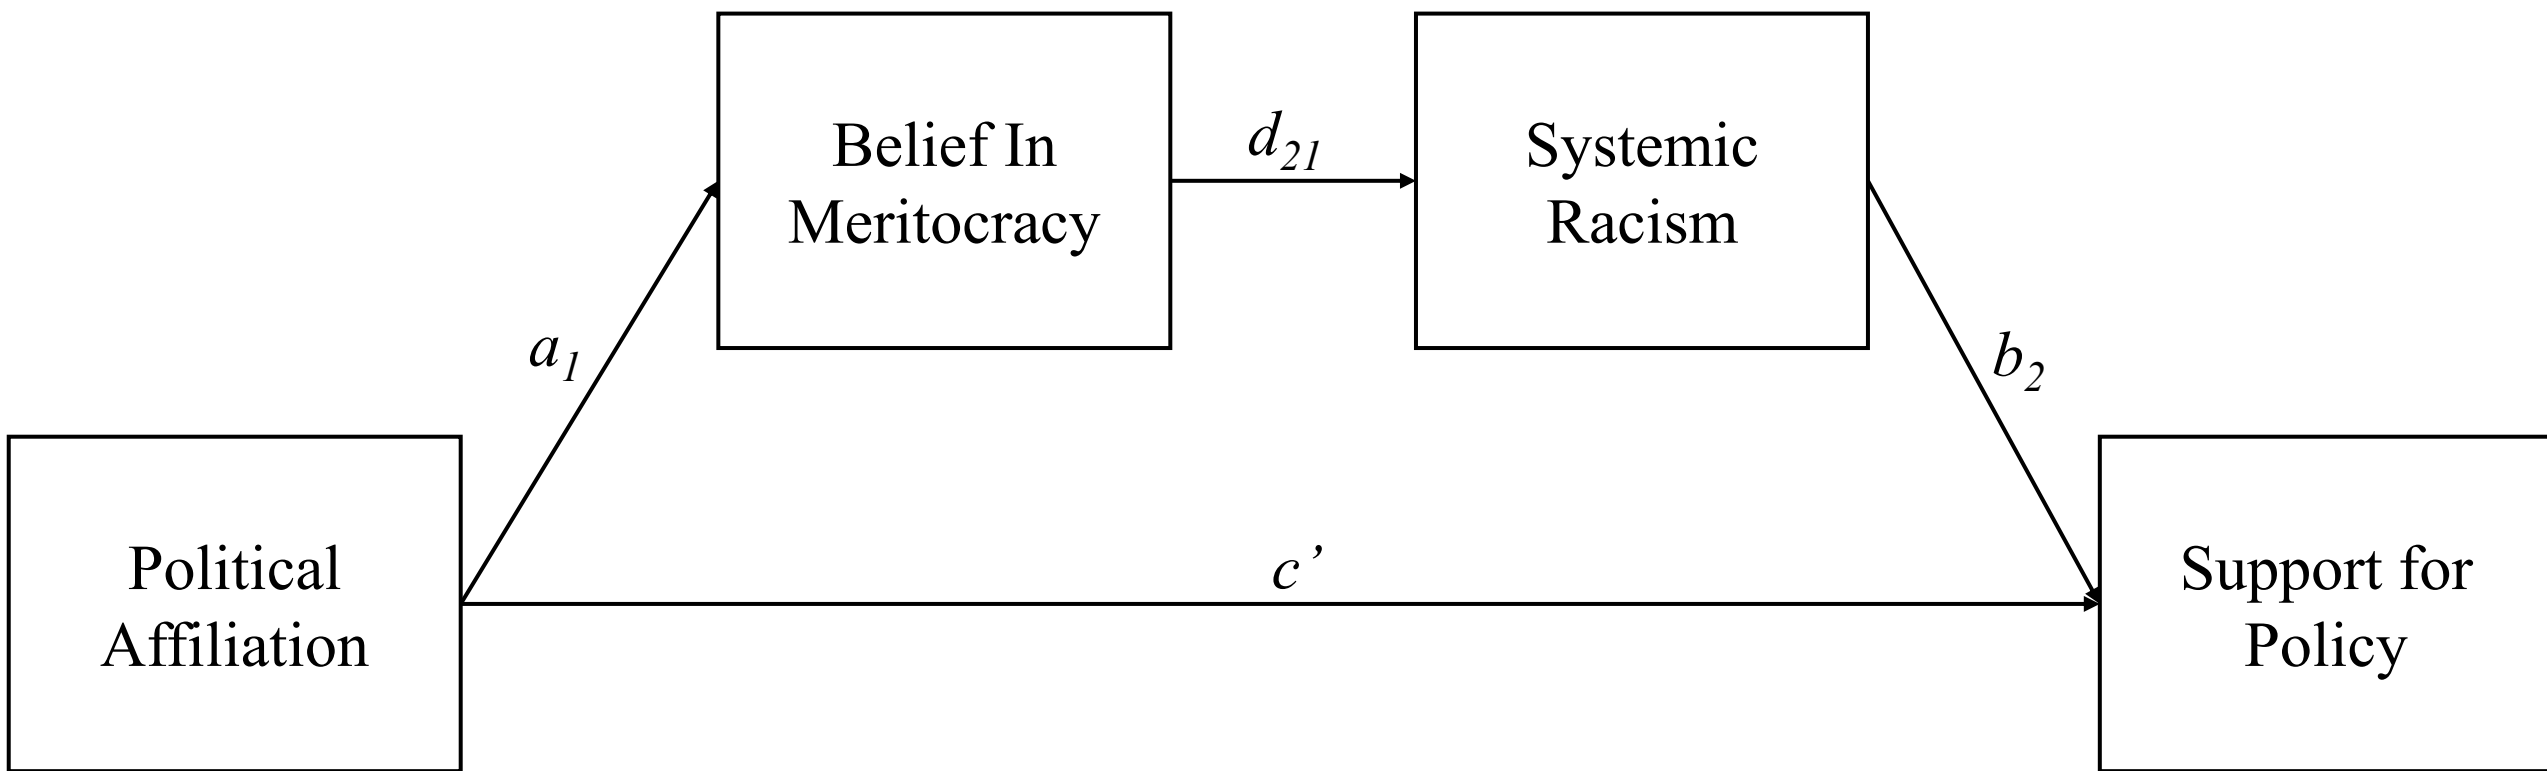 Belief In
Meritocracy
d21
Systemic
Racism
a1
b2
Political
Affiliation
c’
Support for
Policy